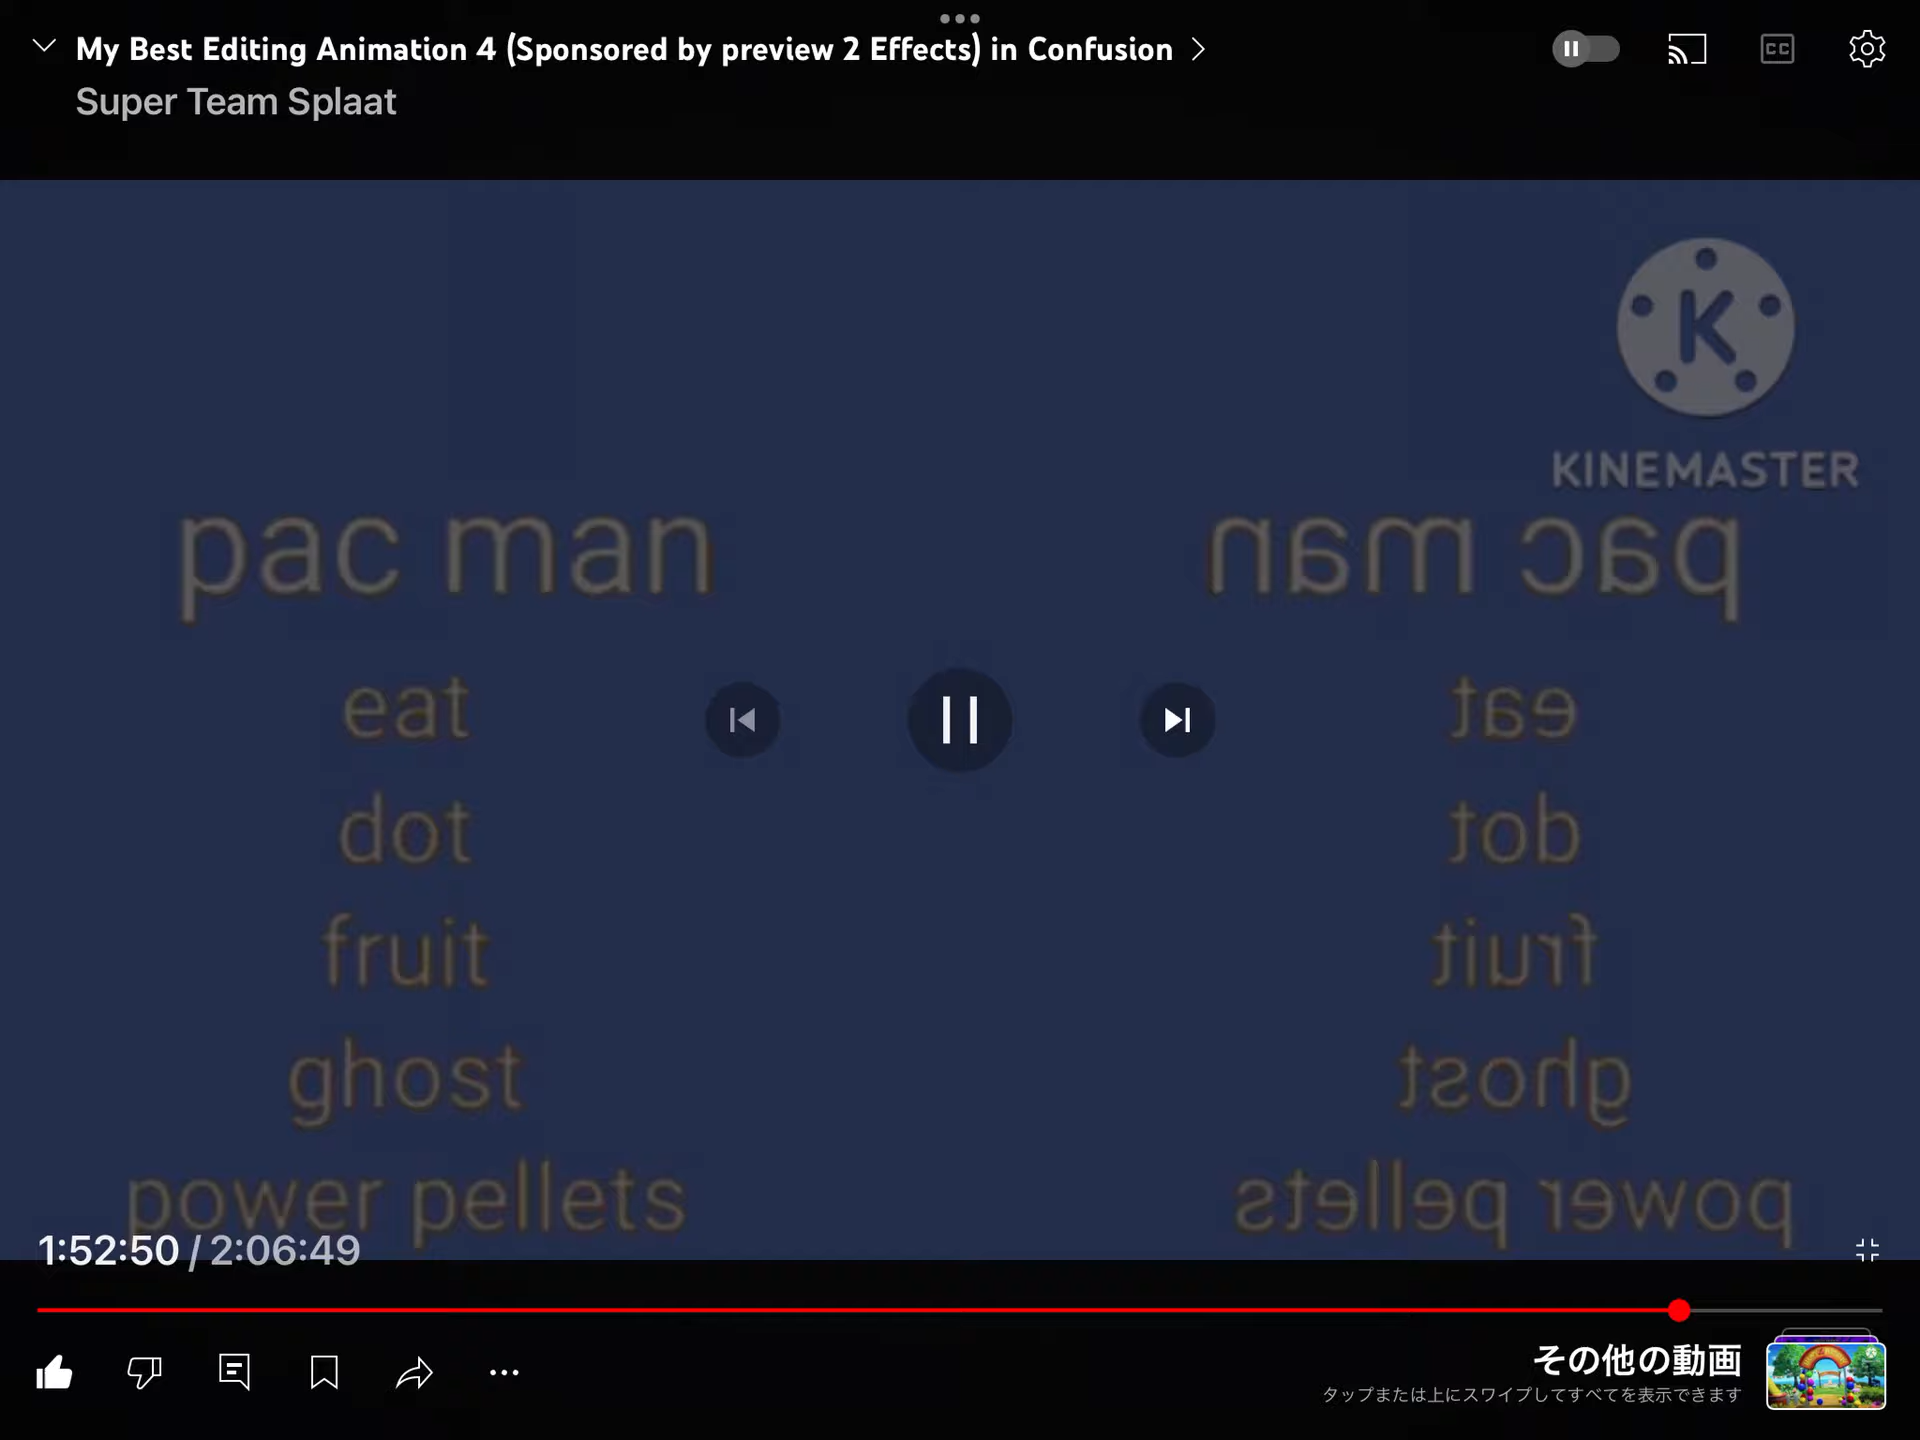 My Best Editing Animation 4 (Sponsored by preview 2 Effects) in Confusion
Super Team Splaat
CC
K
KINEMASTER
pac man pac man
eat eat
dot dot
fruit fruit
ghost ghost
power pellets power pellets
1:52:50 / 2:06:49
その他の動画
タップまたは上にスワイプしてすべてを表示できます